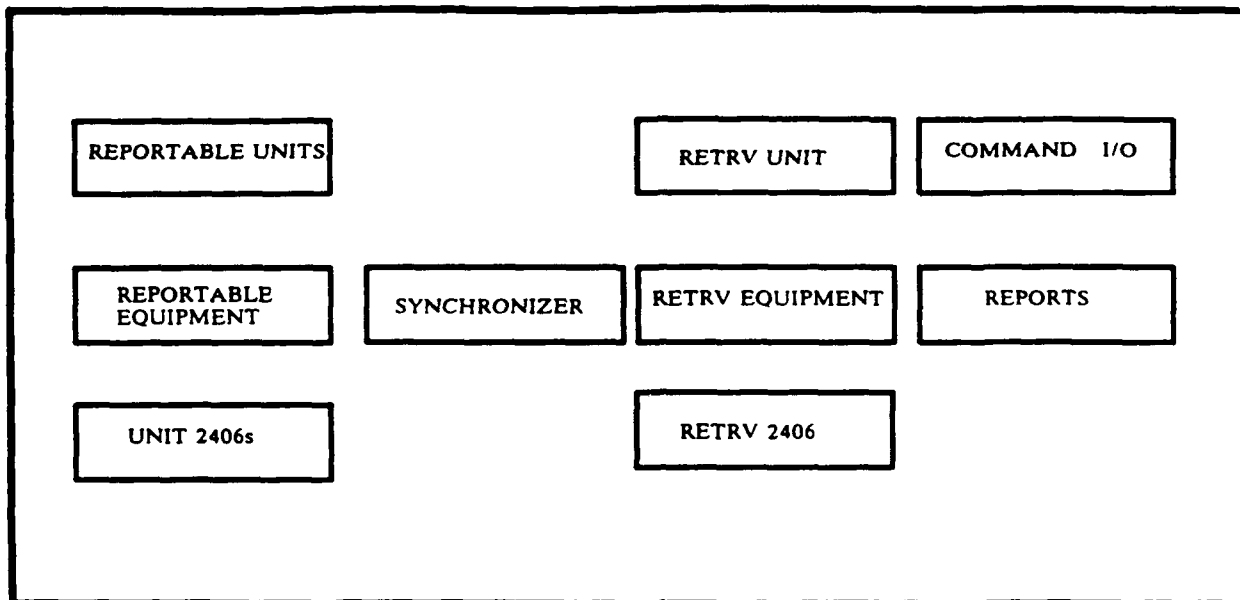 REPORTABLE UNITS
RETRV UNIT
COMMAND I/O
REPORTABLE
EQUIPMENT
SYNCHRONIZER
RETRV EQUIPMENT
REPORTS
UNIT 2406s
RETRV 2406